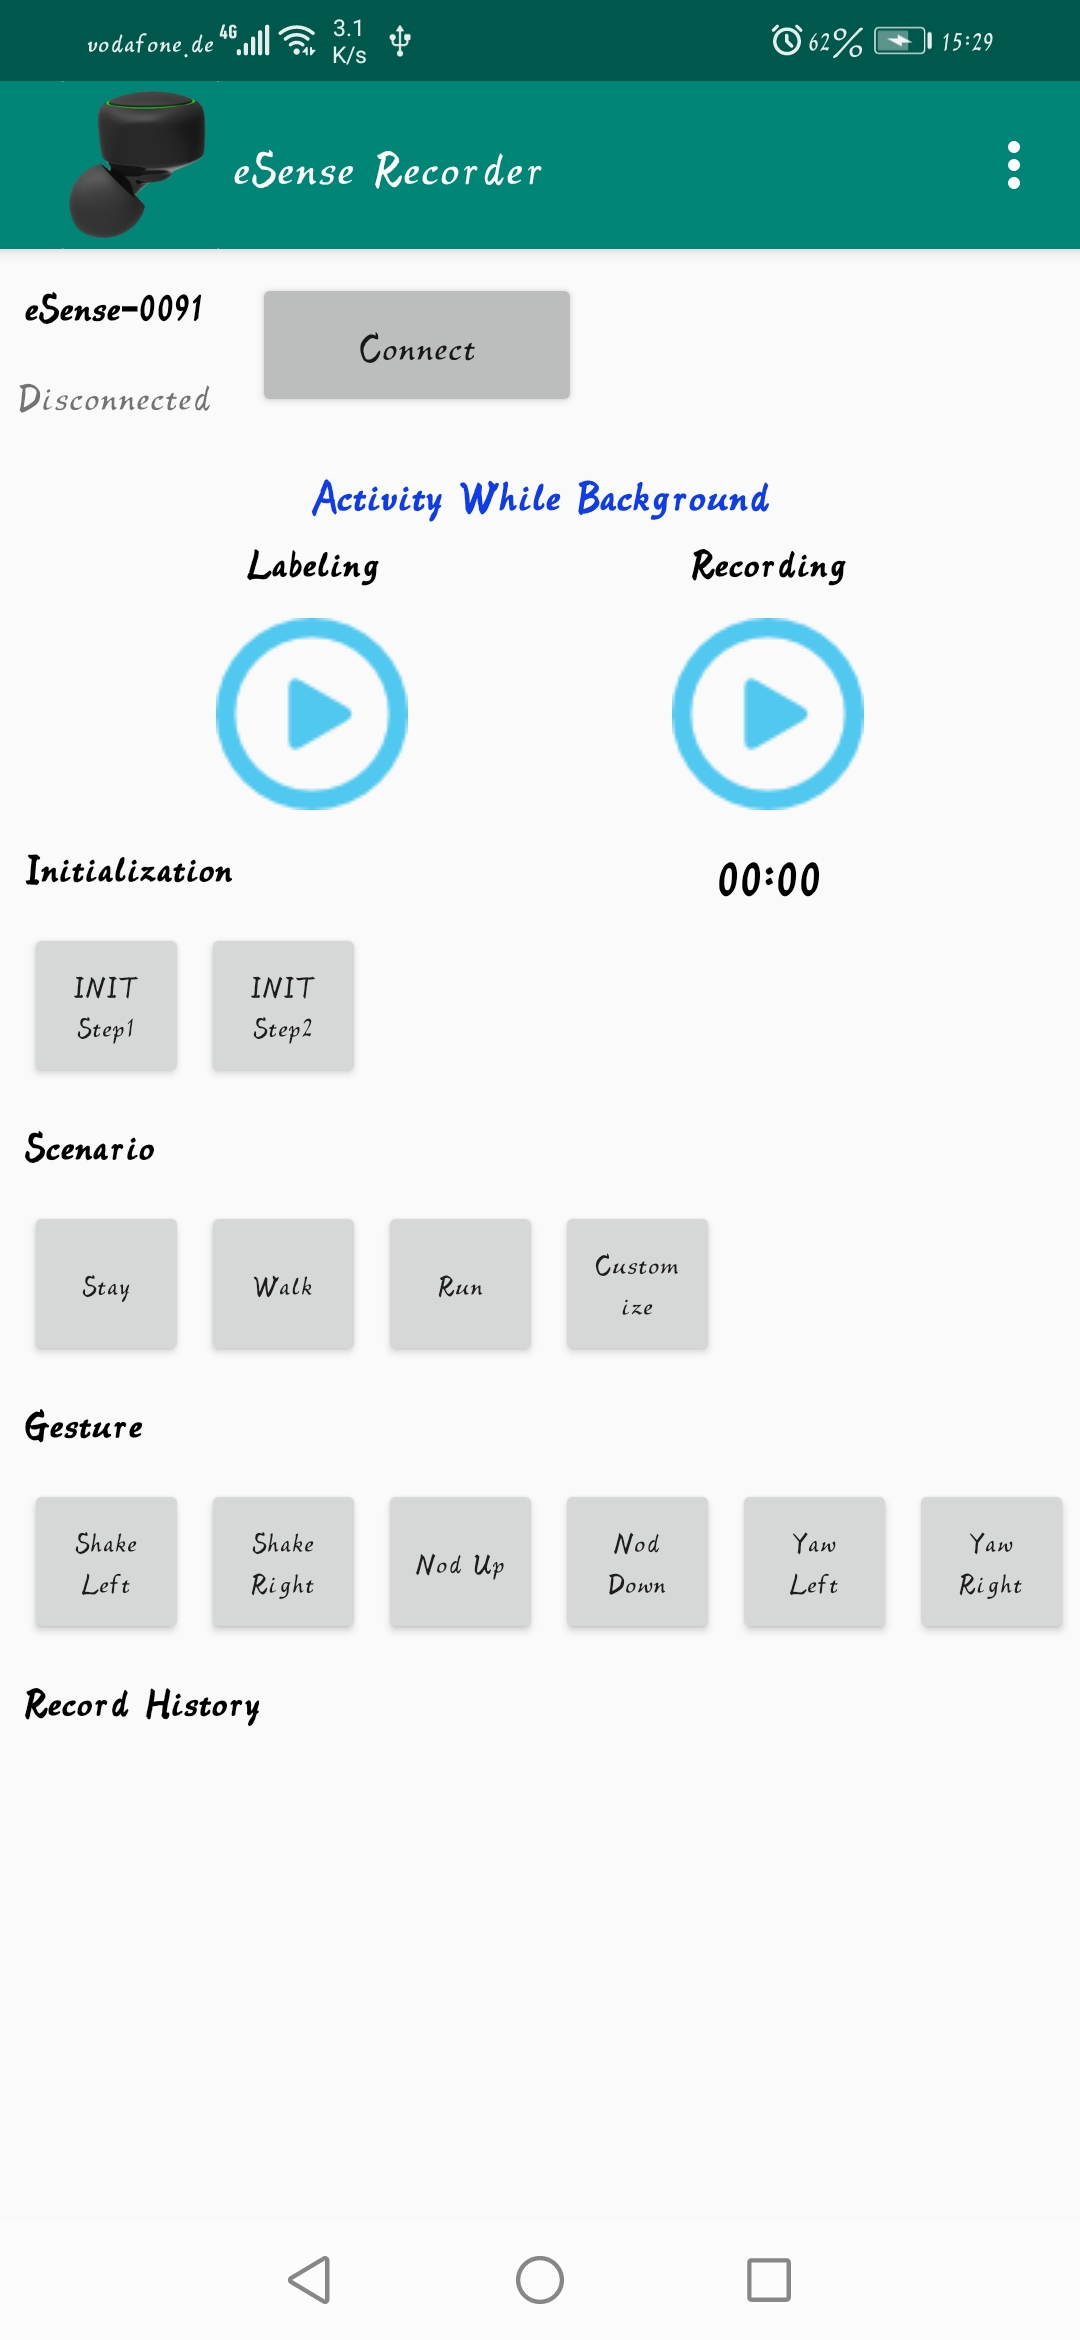 vodafone.de 4G 3.1 K/s 62% 15:29
eSense Recorder
eSense-0091
Connect
Disconnected
Activity While Background
Labeling Recording
Initialization 00:00
INIT INIT
Step1 Step2
Scenario
Stay Walk Run Custom
ize
Gesture
Shake Shake Nod Up Nod Yaw Yaw
Left Right Down Left Right
Record History